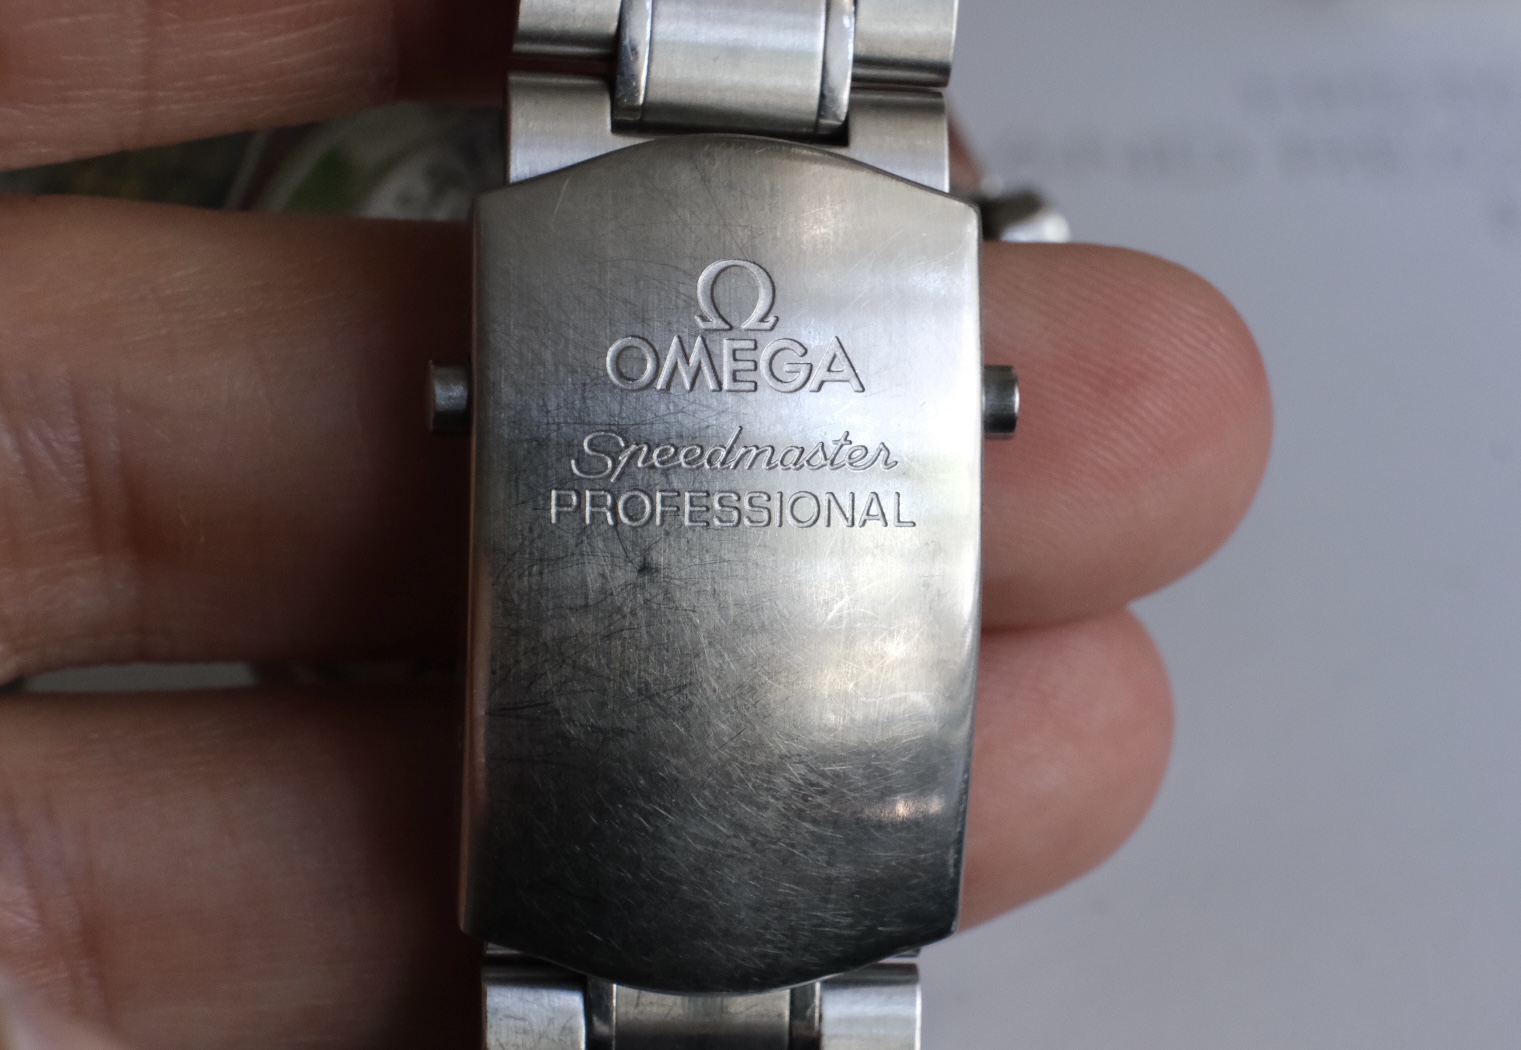 Ω
OMEGA
Speedmaster
PROFESSIONAL